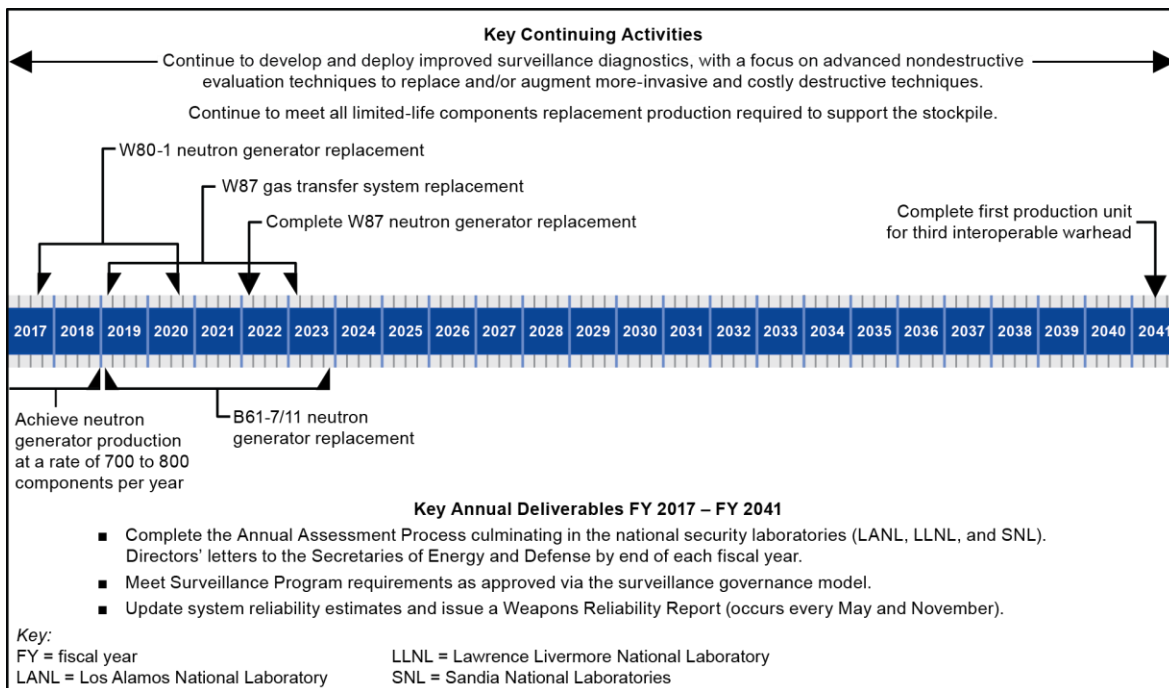 Key Continuing Activities
Continue to develop and deploy improved surveillance diagnostics, with a focus on advanced nondestructive
evaluation techniques to replace and/or augment more-invasive and costly destructive techniques.
Continue to meet all limited-life components replacement production required to support the stockpile.
W80-1 neutron generator replacement
W87 gas transfer system replacement
Complete W87 neutron generator replacement
Complete first production unit
for third interoperable warhead
2017 2018 2019 2020 2021 2022 2023 2024 2025 2026 2027 2028 2029 2030 2031 2032 2033 2034 2035 2036 2037 2038 2039 2040 2041
Achieve neutron
generator production
at a rate of 700 to 800
components per year
B61-7/11 neutron
generator replacement
Key Annual Deliverables FY 2017 – FY 2041
■ Complete the Annual Assessment Process culminating in the national security laboratories (LANL, LLNL, and SNL).
Directors' letters to the Secretaries of Energy and Defense by end of each fiscal year.
■ Meet Surveillance Program requirements as approved via the surveillance governance model.
■ Update system reliability estimates and issue a Weapons Reliability Report (occurs every May and November).
Key:
FY = fiscal year
LANL = Los Alamos National Laboratory
LLNL = Lawrence Livermore National Laboratory
SNL = Sandia National Laboratories